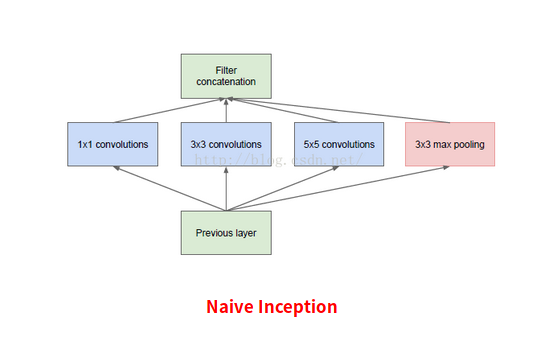 Filter
concatenation
1x1 convolutions
3x3 convolutions
5x5 convolutions
3x3 max pooling
http://blog.csdn.net/
Previous layer
Naive Inception